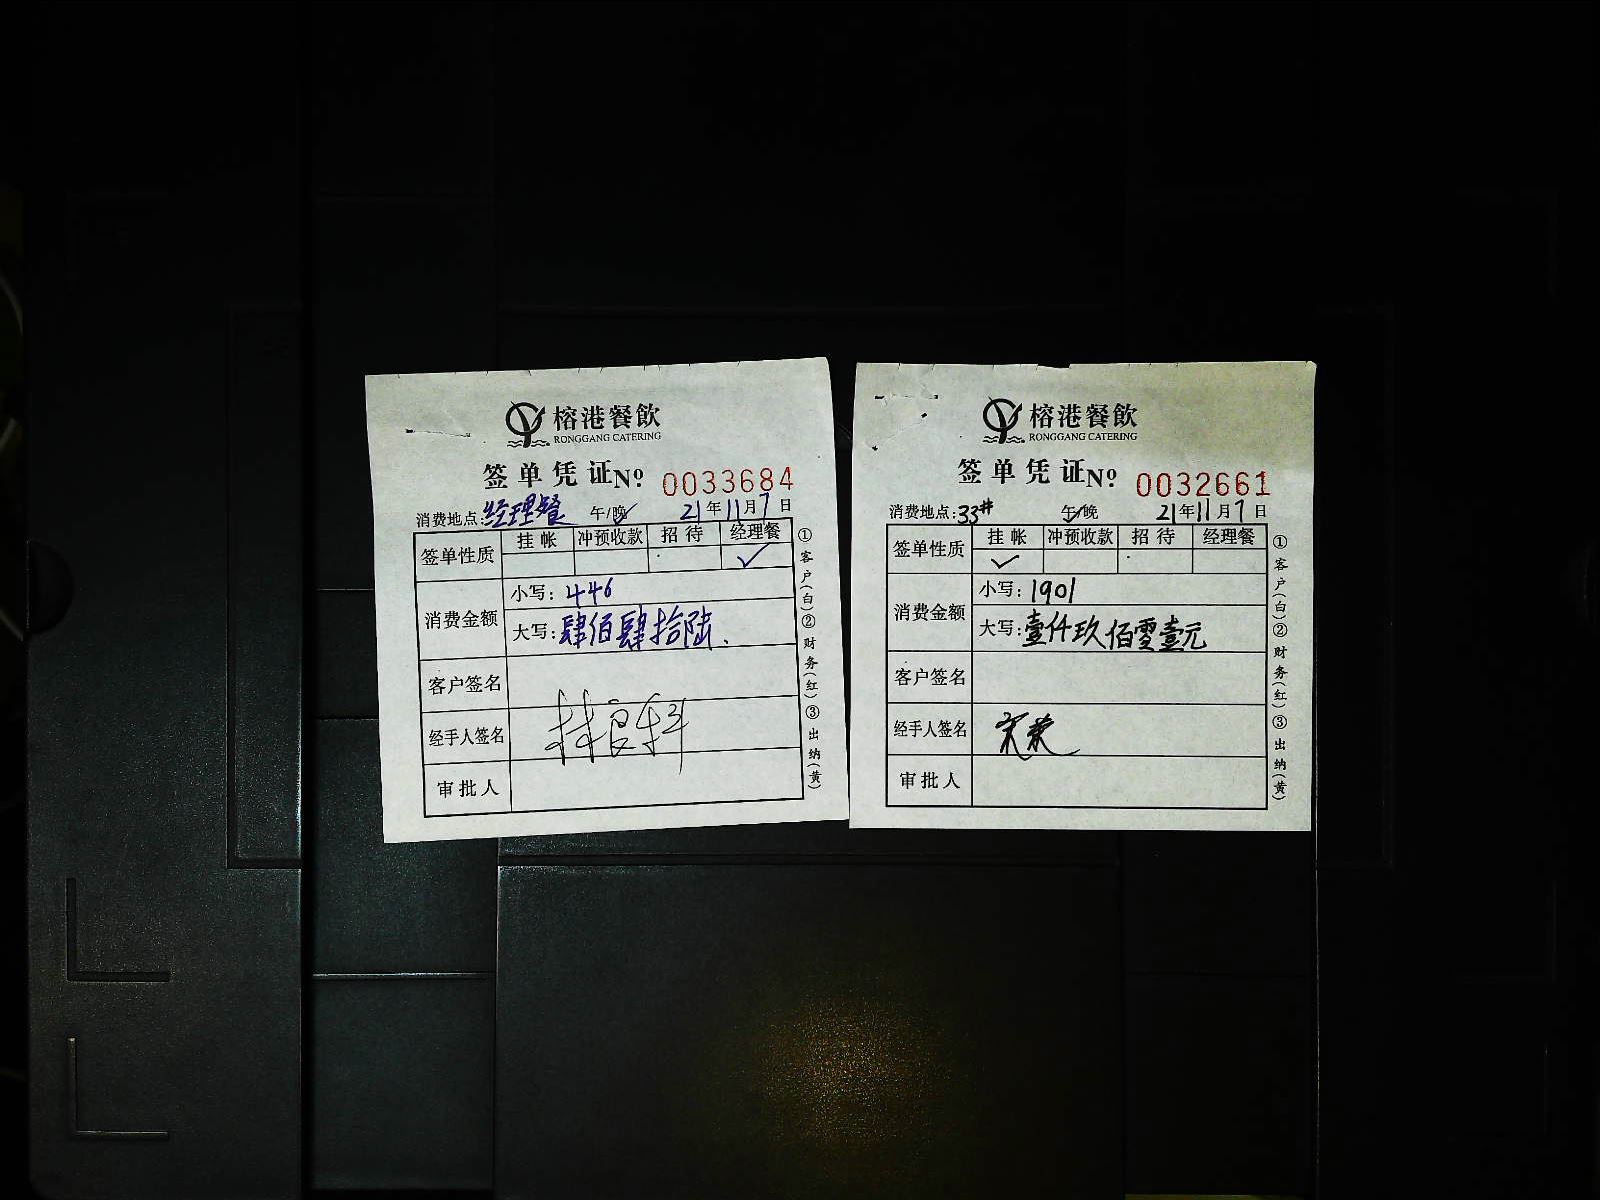 榕港餐飲
RONGGANG CATERING
签单凭证 Nº 0033684
消费地点:经理餐 午/晚 21年11月7日
签单性质 挂帐 冲预收款 招待 经理餐
✓
消费金额 小写:446
大写:肆佰肆拾陆.
客户签名
经手人签名
审批人
①客户(白)②财务(红)③出纳(黄)
榕港餐飲
RONGGANG CATERING
签单凭证 Nº 0032661
消费地点:33# 午/晚 21年11月7日
签单性质 挂帐 冲预收款 招待 经理餐
✓
消费金额 小写:1901
大写:壹仟玖佰零壹元
客户签名
经手人签名
审批人
①客户(白)②财务(红)③出纳(黄)